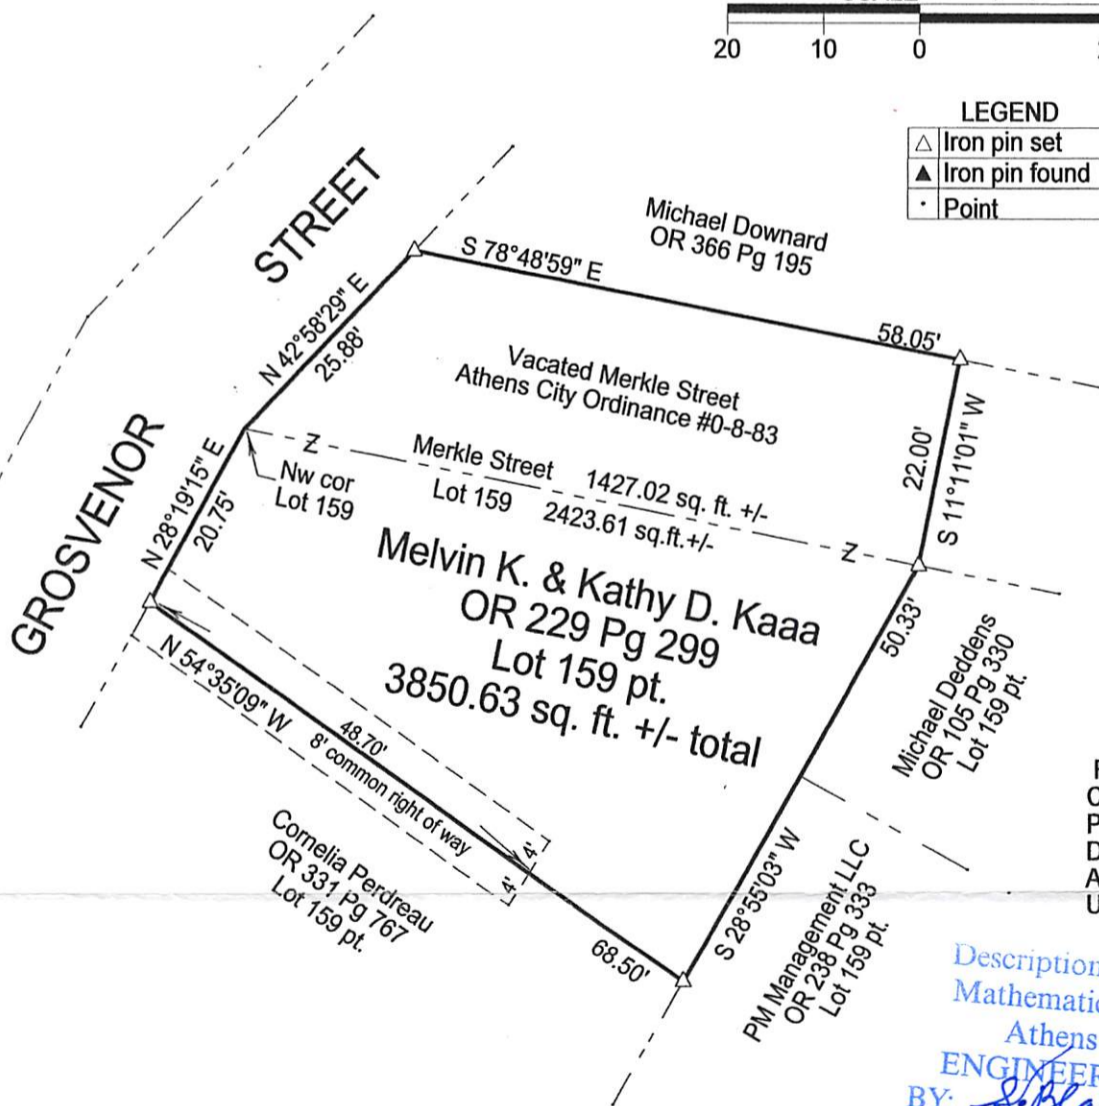 20 10 0
LEGEND
△ Iron pin set
▲ Iron pin found
· Point
GROSVENOR STREET
Michael Downard
OR 366 Pg 195
S 78°48'59" E
58.05'
N 42°58'29" E
25.88'
Vacated Merkle Street
Athens City Ordinance #0-8-83
22.00'
S 11°11'01" W
N 28°19'15" E
20.75'
Z
Merkle Street 1427.02 sq. ft. +/-
Nw cor
Lot 159
Lot 159 2423.61 sq.ft.+/-
Z
Melvin K. & Kathy D. Kaaa
OR 229 Pg 299
Lot 159 pt.
3850.63 sq. ft. +/- total
50.33'
Michael Deddens
OR 105 Pg 330
Lot 159 pt.
N 54°35'09" W
48.70'
8' common right of way
4'
4'
Cornelia Perdreau
OR 331 Pg 767
Lot 159 pt.
S 28°55'03" W
68.50'
PM Management LLC
OR 238 Pg 333
Lot 159 pt.
Description
Athens
BY: